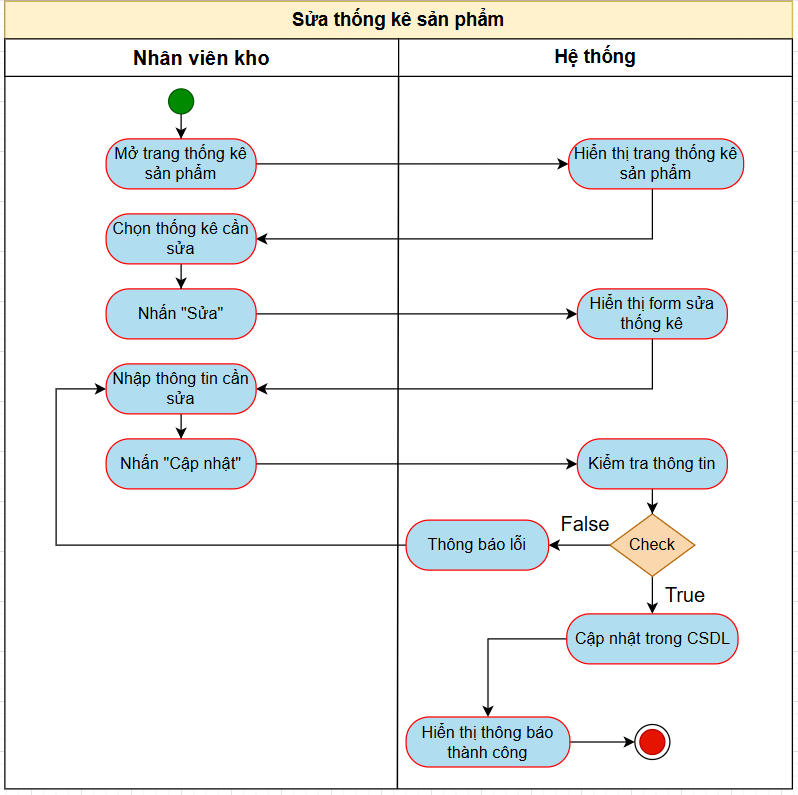 Sửa thống kê sản phẩm
Nhân viên kho
Hệ thống
Mở trang thống kê
sản phẩm
Hiển thị trang thống kê
sản phẩm
Chọn thống kê cần
sửa
Nhấn "Sửa"
Hiển thị form sửa
thống kê
Nhập thông tin cần
sửa
Nhấn "Cập nhật"
Kiểm tra thông tin
False
Thông báo lỗi
Check
True
Cập nhật trong CSDL
Hiển thị thông báo
thành công